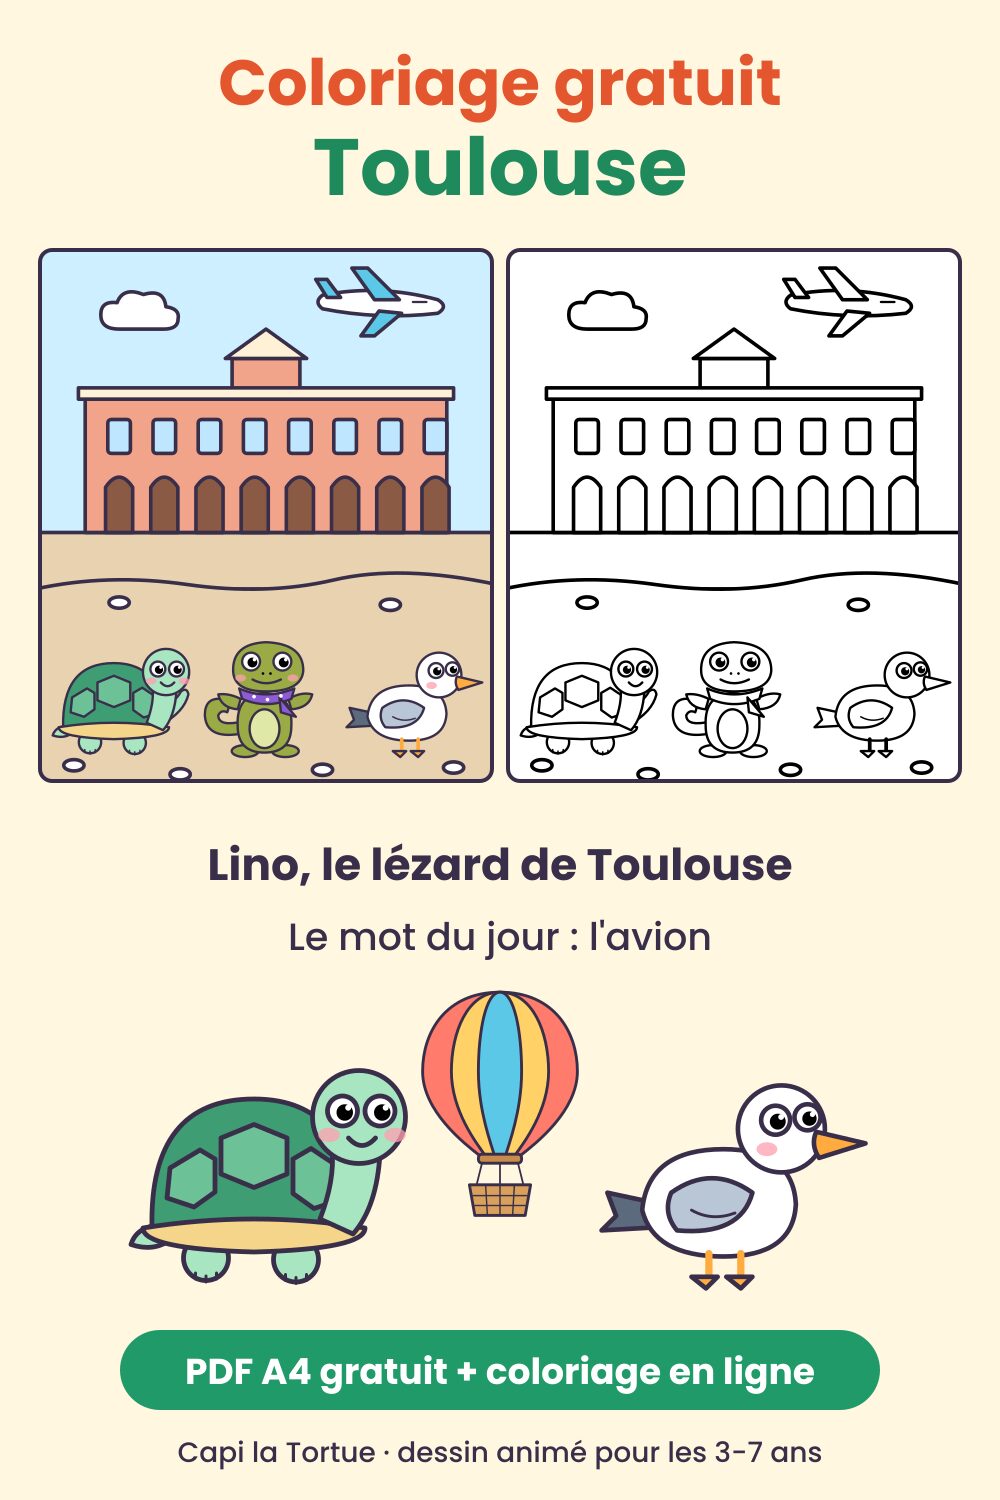 Coloriage gratuit
Toulouse
Lino, le lézard de Toulouse
Le mot du jour : l'avion
PDF A4 gratuit + coloriage en ligne
Capi la Tortue · dessin animé pour les 3-7 ans